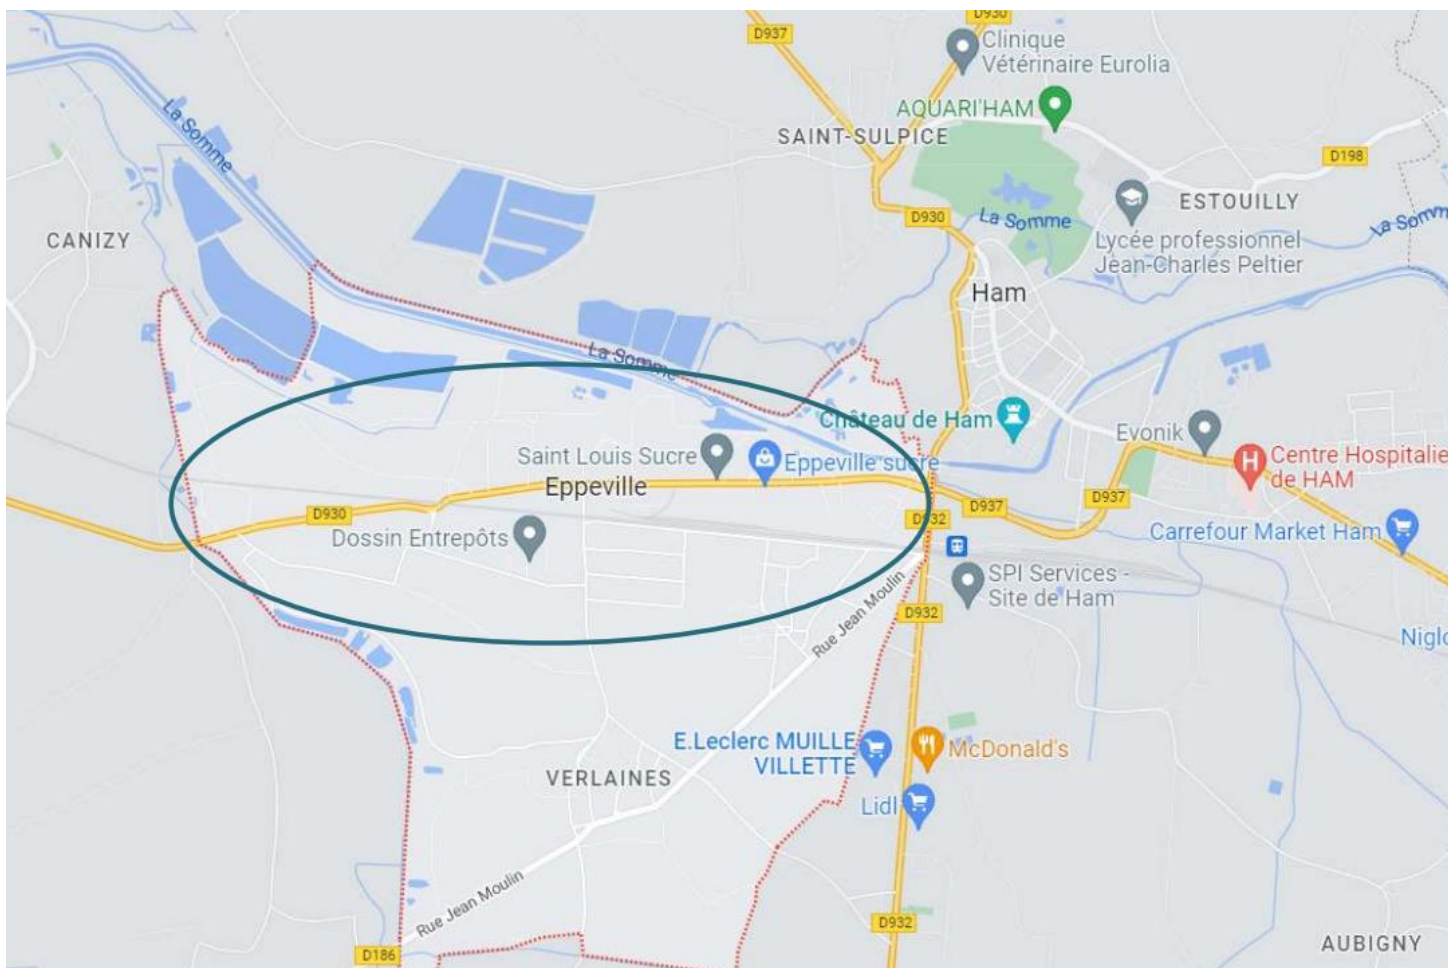 D930
D937
Clinique
Vétérinaire Eurolia
AQUARI'HAM
La Somme
SAINT-SULPICE
D198
ESTOUILLY
D930
La Somme
La Somm
CANIZY
Lycée professionnel
Jean-Charles Peltier
Ham
La Somme
Château de Ham
Evonik
Saint Louis Sucre
Eppeville sucre
Centre Hospitalie
de HAM
Eppeville
D937
D937
D930
D932
Dossin Entrepôts
Carrefour Market Ham
SPI Services -
Site de Ham
D932
Rue Jean Moulin
Niglo
E.Leclerc MUILLE
VILLETTE
McDonald's
VERLAINES
Lidl
Rue Jean Moulin
D932
D186
AUBIGNY